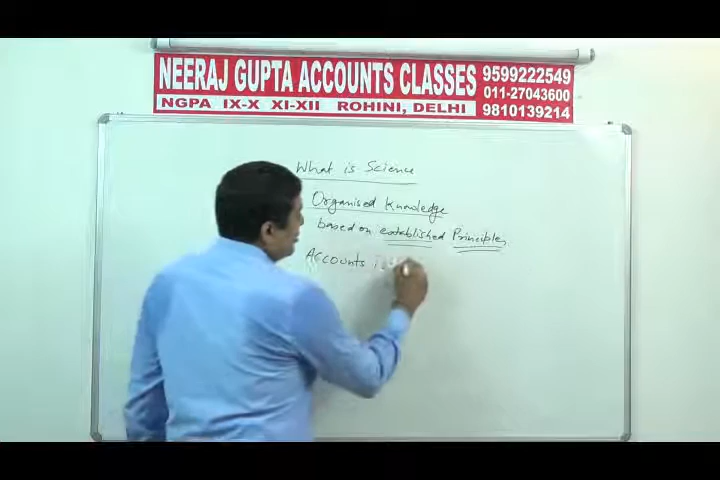 NEERAJ GUPTA ACCOUNTS CLASSES
NGPA IX-X XI-XII ROHINI, DELHI
9599222549
011-27043600
9810139214
What is Science
Organised Knowledge
based on established Principles
Accounts is